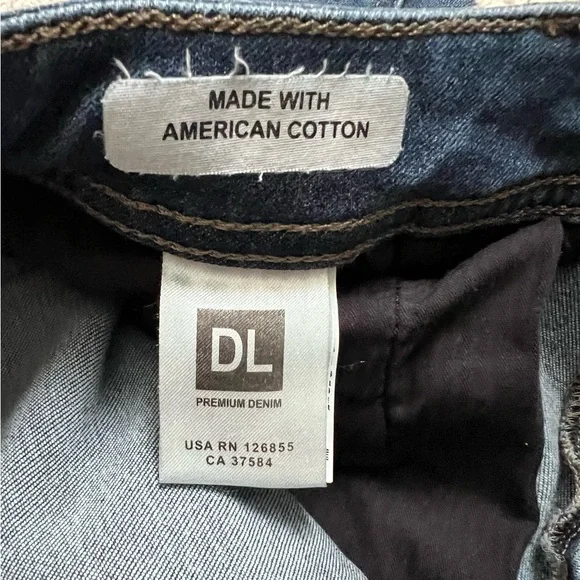 MADE WITH
AMERICAN COTTON
DL
PREMIUM DENIM
USA RN 126855
CA 37584